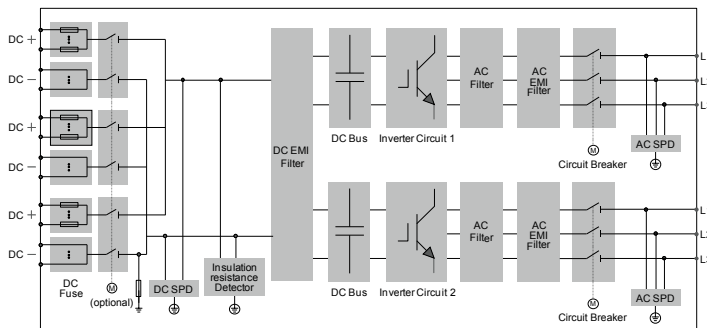 DC +
DC −
DC +
DC −
DC +
DC −
DC
Fuse
M
(optional)
DC SPD
Insulation
resistance
Detector
DC EMI
Filter
DC Bus
Inverter Circuit 1
AC
Filter
AC
EMI
Filter
M
Circuit Breaker
AC SPD
L
L
L
DC Bus
Inverter Circuit 2
AC
Filter
AC
EMI
Filter
M
Circuit Breaker
AC SPD
L
L
L